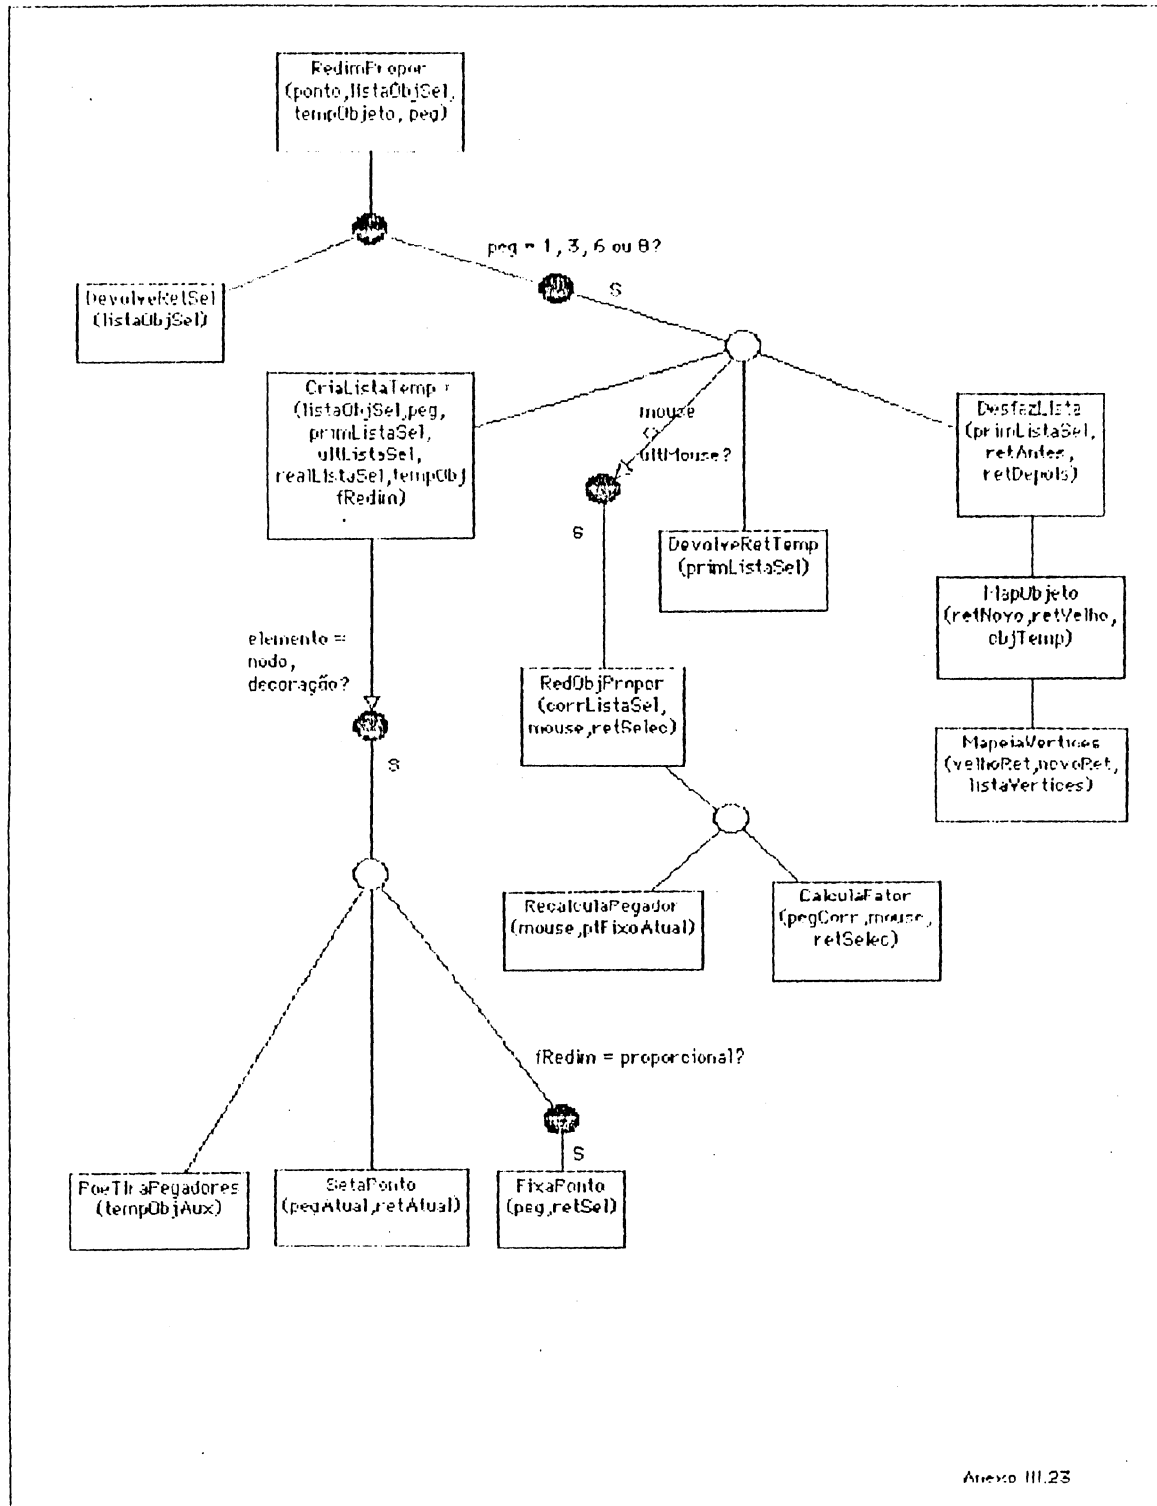 RedimPropor
(ponto,listaObjSel,
tempObjeto, peg)
peg = 1, 3, 6 ou 8?
S
DevolveRetSel
(listaObjSel)
CriaListaTemp
(listaObjSel,peg,
primListaSel,
ultListaSel,
realListaSel,tempObj
fRedim)
mouse
<>
ultMouse?
S
DevolveRetTemp
(primListaSel)
DesfazLista
(primListaSel,
retAntes,
retDepois)
MapObjeto
(retNovo,retVelho,
objTemp)
MapeiaVertices
(velhoRet,novoRet,
listaVertices)
elemento =
nodo,
decoração?
S
RedObjPropor
(corrListaSel,
mouse,retSelec)
RecalculaPegador
(mouse,ptFixoAtual)
CalculaFator
(pegCorr,mouse,
retSelec)
fRedim = proporcional?
S
PoeTiraPegadores
(tempObjAux)
SetaPonto
(pegAtual,retAtual)
FixaPonto
(peg,retSel)
Anexo III.23